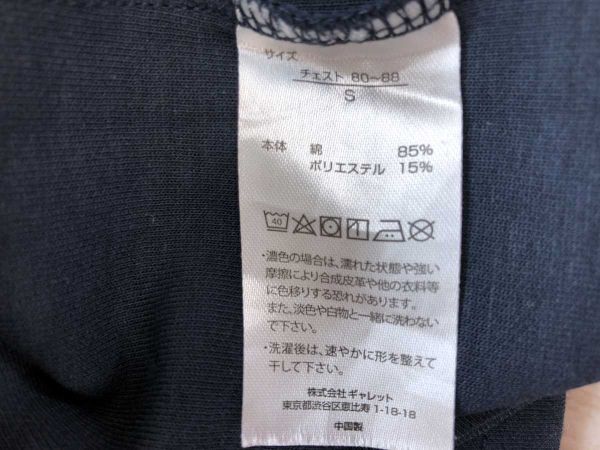 サイズ
チェスト 80~88
S
本体 綿 85%
ポリエステル 15%
40
・濃色の場合は、濡れた状態や強い
摩擦により合成皮革や他の衣料等
に色移りする恐れがあります。
また、淡色や白物と一緒に洗わない
で下さい。
・洗濯後は、速やかに形を整えて
干して下さい。
株式会社ギャレット
東京都渋谷区恵比寿 1-18-18
中国製